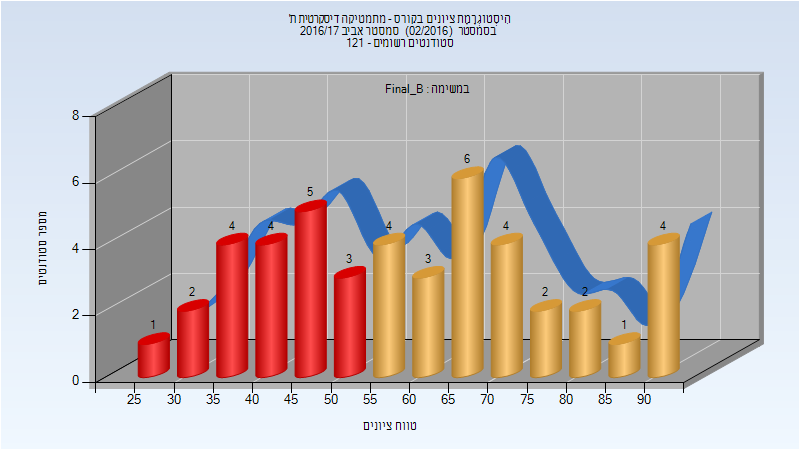 היסטוגרמת ציונים בקורס - מתמטיקה דיסקרטית ח'
בסמסטר (02/2016) סמסטר אביב 2016/17
סטודנטים רשומים - 121
במשימה : Final_B
מספר סטודנטים
8
6
4
2
0
1
2
4
4
5
3
4
3
6
4
2
2
1
4
25 30 35 40 45 50 55 60 65 70 75 80 85 90
טווח ציונים